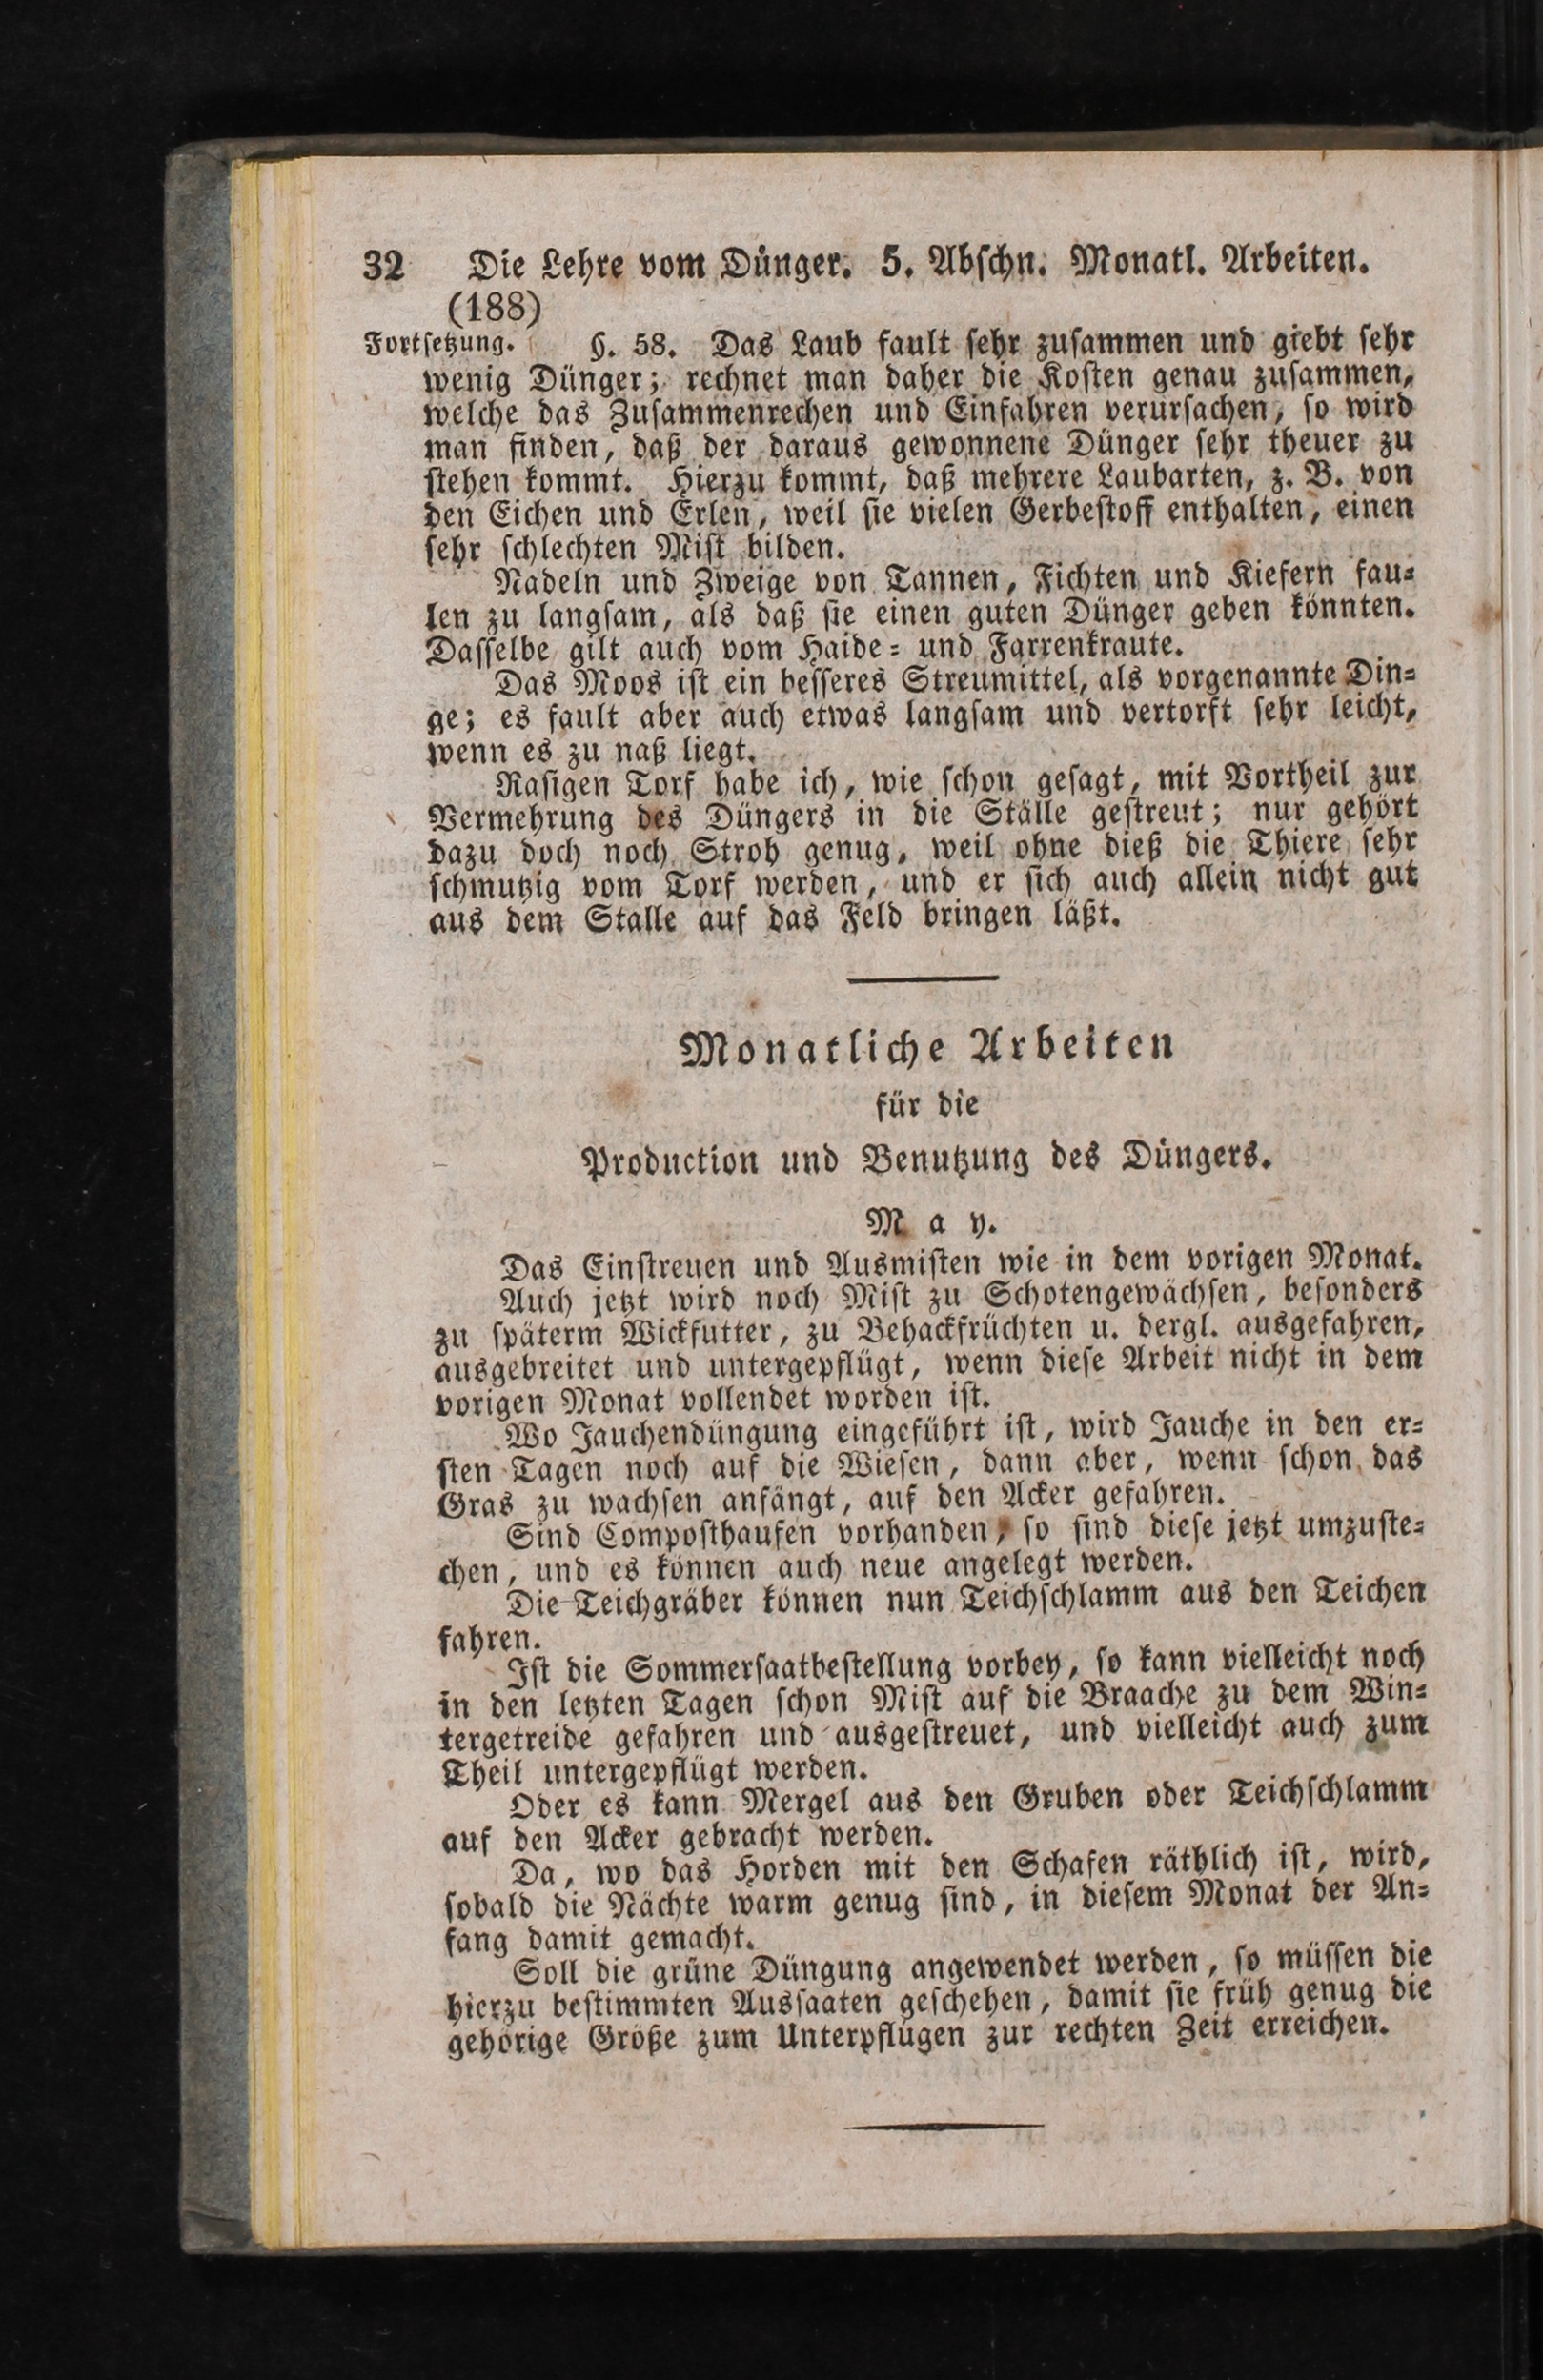 32 Die Lehre vom Dünger. 5. Abschn. Monatl. Arbeiten.
(188)
Fortsetzung. §. 58. Das Laub fault sehr zusammen und giebt sehr
wenig Dünger; rechnet man daher die Kosten genau zusammen,
welche das Zusammenrechen und Einfahren verursachen, so wird
man finden, daß der daraus gewonnene Dünger sehr theuer zu
stehen kommt. Hierzu kommt, daß mehrere Laubarten, z. B. von
den Eichen und Erlen, weil sie vielen Gerbestoff enthalten, einen
sehr schlechten Mist bilden.
Nadeln und Zweige von Tannen, Fichten und Kiefern fau-
len zu langsam, als daß sie einen guten Dünger geben könnten.
Dasselbe gilt auch vom Haide- und Farrenkraute.
Das Moos ist ein besseres Streumittel, als vorgenannte Din-
ge; es fault aber auch etwas langsam und vertorft sehr leicht,
wenn es zu naß liegt.
Rasigen Torf habe ich, wie schon gesagt, mit Vortheil zur
Vermehrung des Düngers in die Ställe gestreut; nur gehört
dazu doch noch Stroh genug, weil ohne dieß die Thiere sehr
schmutzig vom Torf werden, und er sich auch allein nicht gut
aus dem Stalle auf das Feld bringen läßt.
Monatliche Arbeiten
für die
Production und Benutzung des Düngers.
May.
Das Einstreuen und Ausmisten wie in dem vorigen Monat.
Auch jetzt wird noch Mist zu Schotengewächsen, besonders
zu späterm Wickfutter, zu Behackfrüchten u. dergl. ausgefahren,
ausgebreitet und untergepflügt, wenn diese Arbeit nicht in dem
vorigen Monat vollendet worden ist.
Wo Jauchendüngung eingeführt ist, wird Jauche in den er-
sten Tagen noch auf die Wiesen, dann aber, wenn schon das
Gras zu wachsen anfängt, auf den Acker gefahren.
Sind Composthaufen vorhanden, so sind diese jetzt umzuste-
chen, und es können auch neue angelegt werden.
Die Teichgräber können nun Teichschlamm aus den Teichen
fahren.
Ist die Sommersaatbestellung vorbey, so kann vielleicht noch
in den letzten Tagen schon Mist auf die Braache zu dem Win-
tergetreide gefahren und ausgestreuet, und vielleicht auch zum
Theil untergepflügt werden.
Oder es kann Mergel aus den Gruben oder Teichschlamm
auf den Acker gebracht werden.
Da, wo das Horden mit den Schafen räthlich ist, wird,
sobald die Nächte warm genug sind, in diesem Monat der An-
fang damit gemacht.
Soll die grüne Düngung angewendet werden, so müssen die
hierzu bestimmten Aussaaten geschehen, damit sie früh genug die
gehörige Größe zum Unterpflügen zur rechten Zeit erreichen.